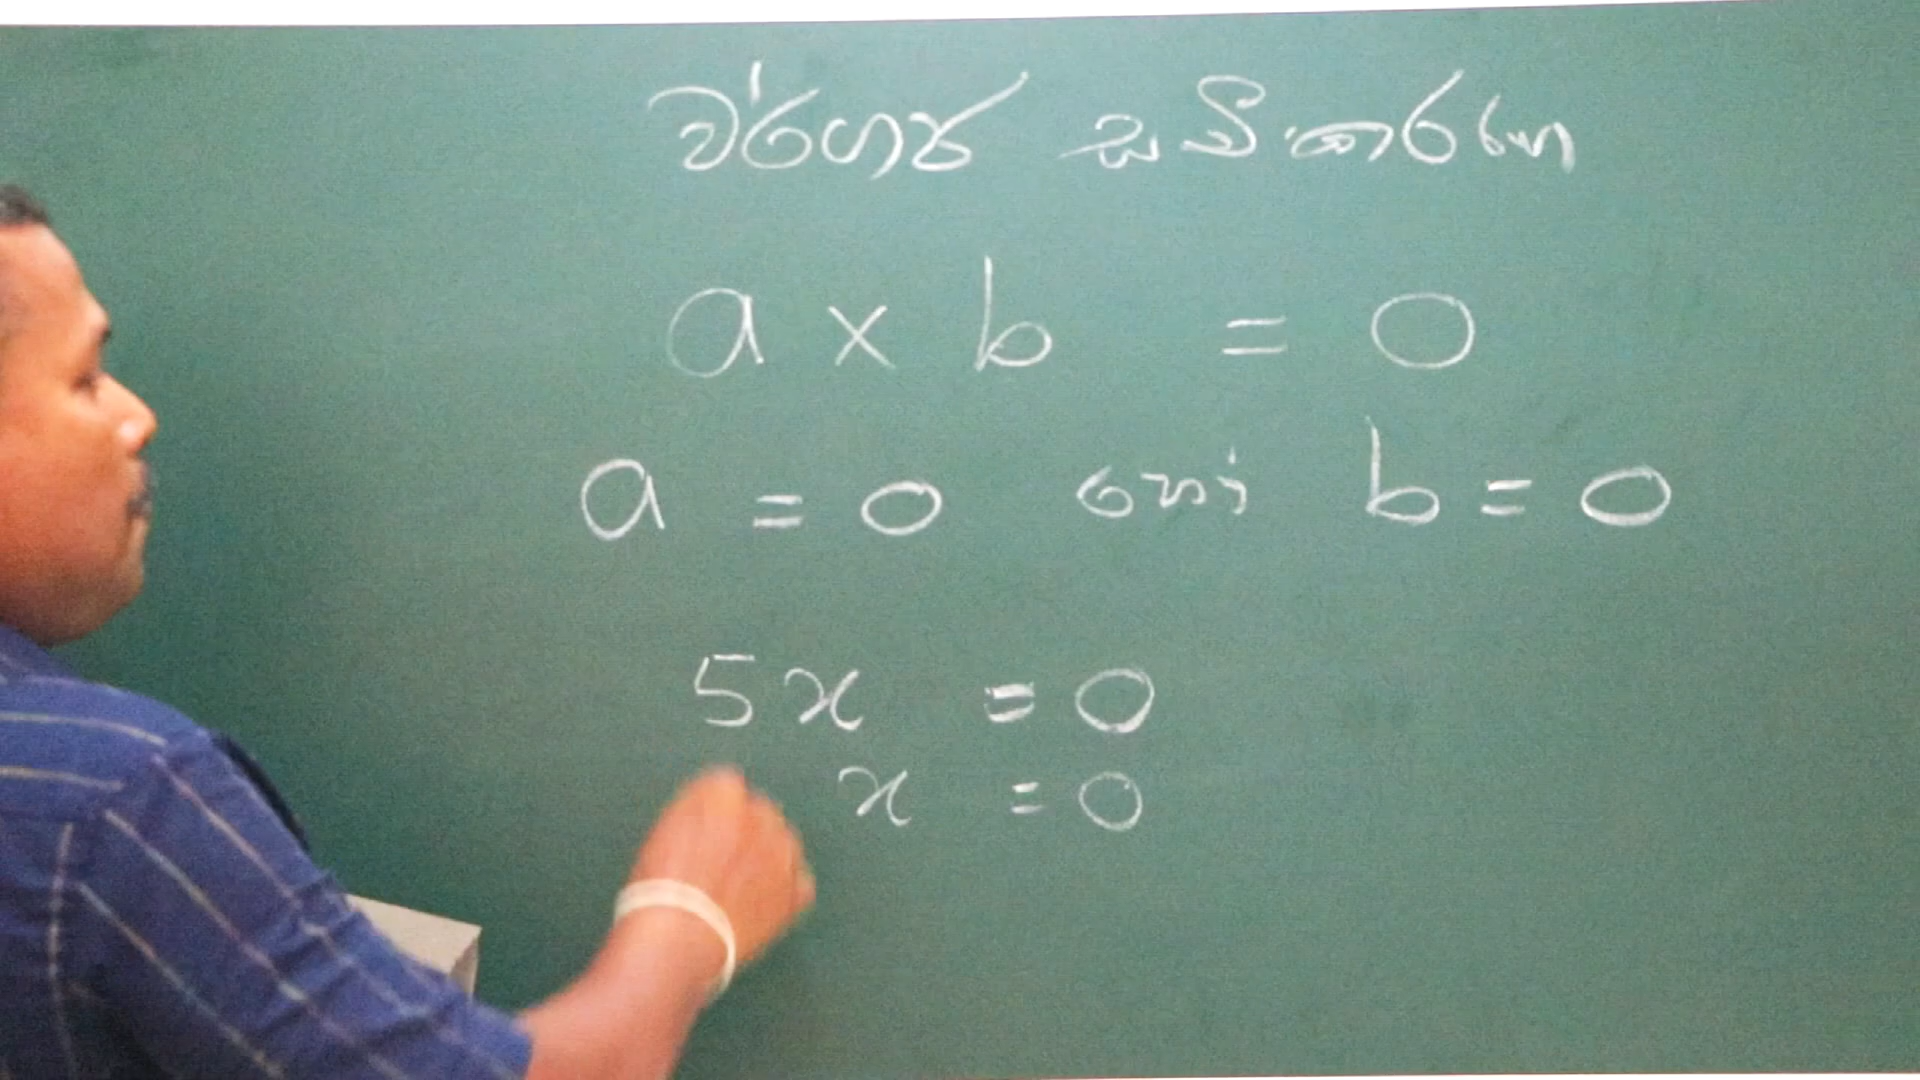 වර්ගජ සමීකරණ
a × b = 0
a = 0 හෝ b = 0
5x = 0
x = 0